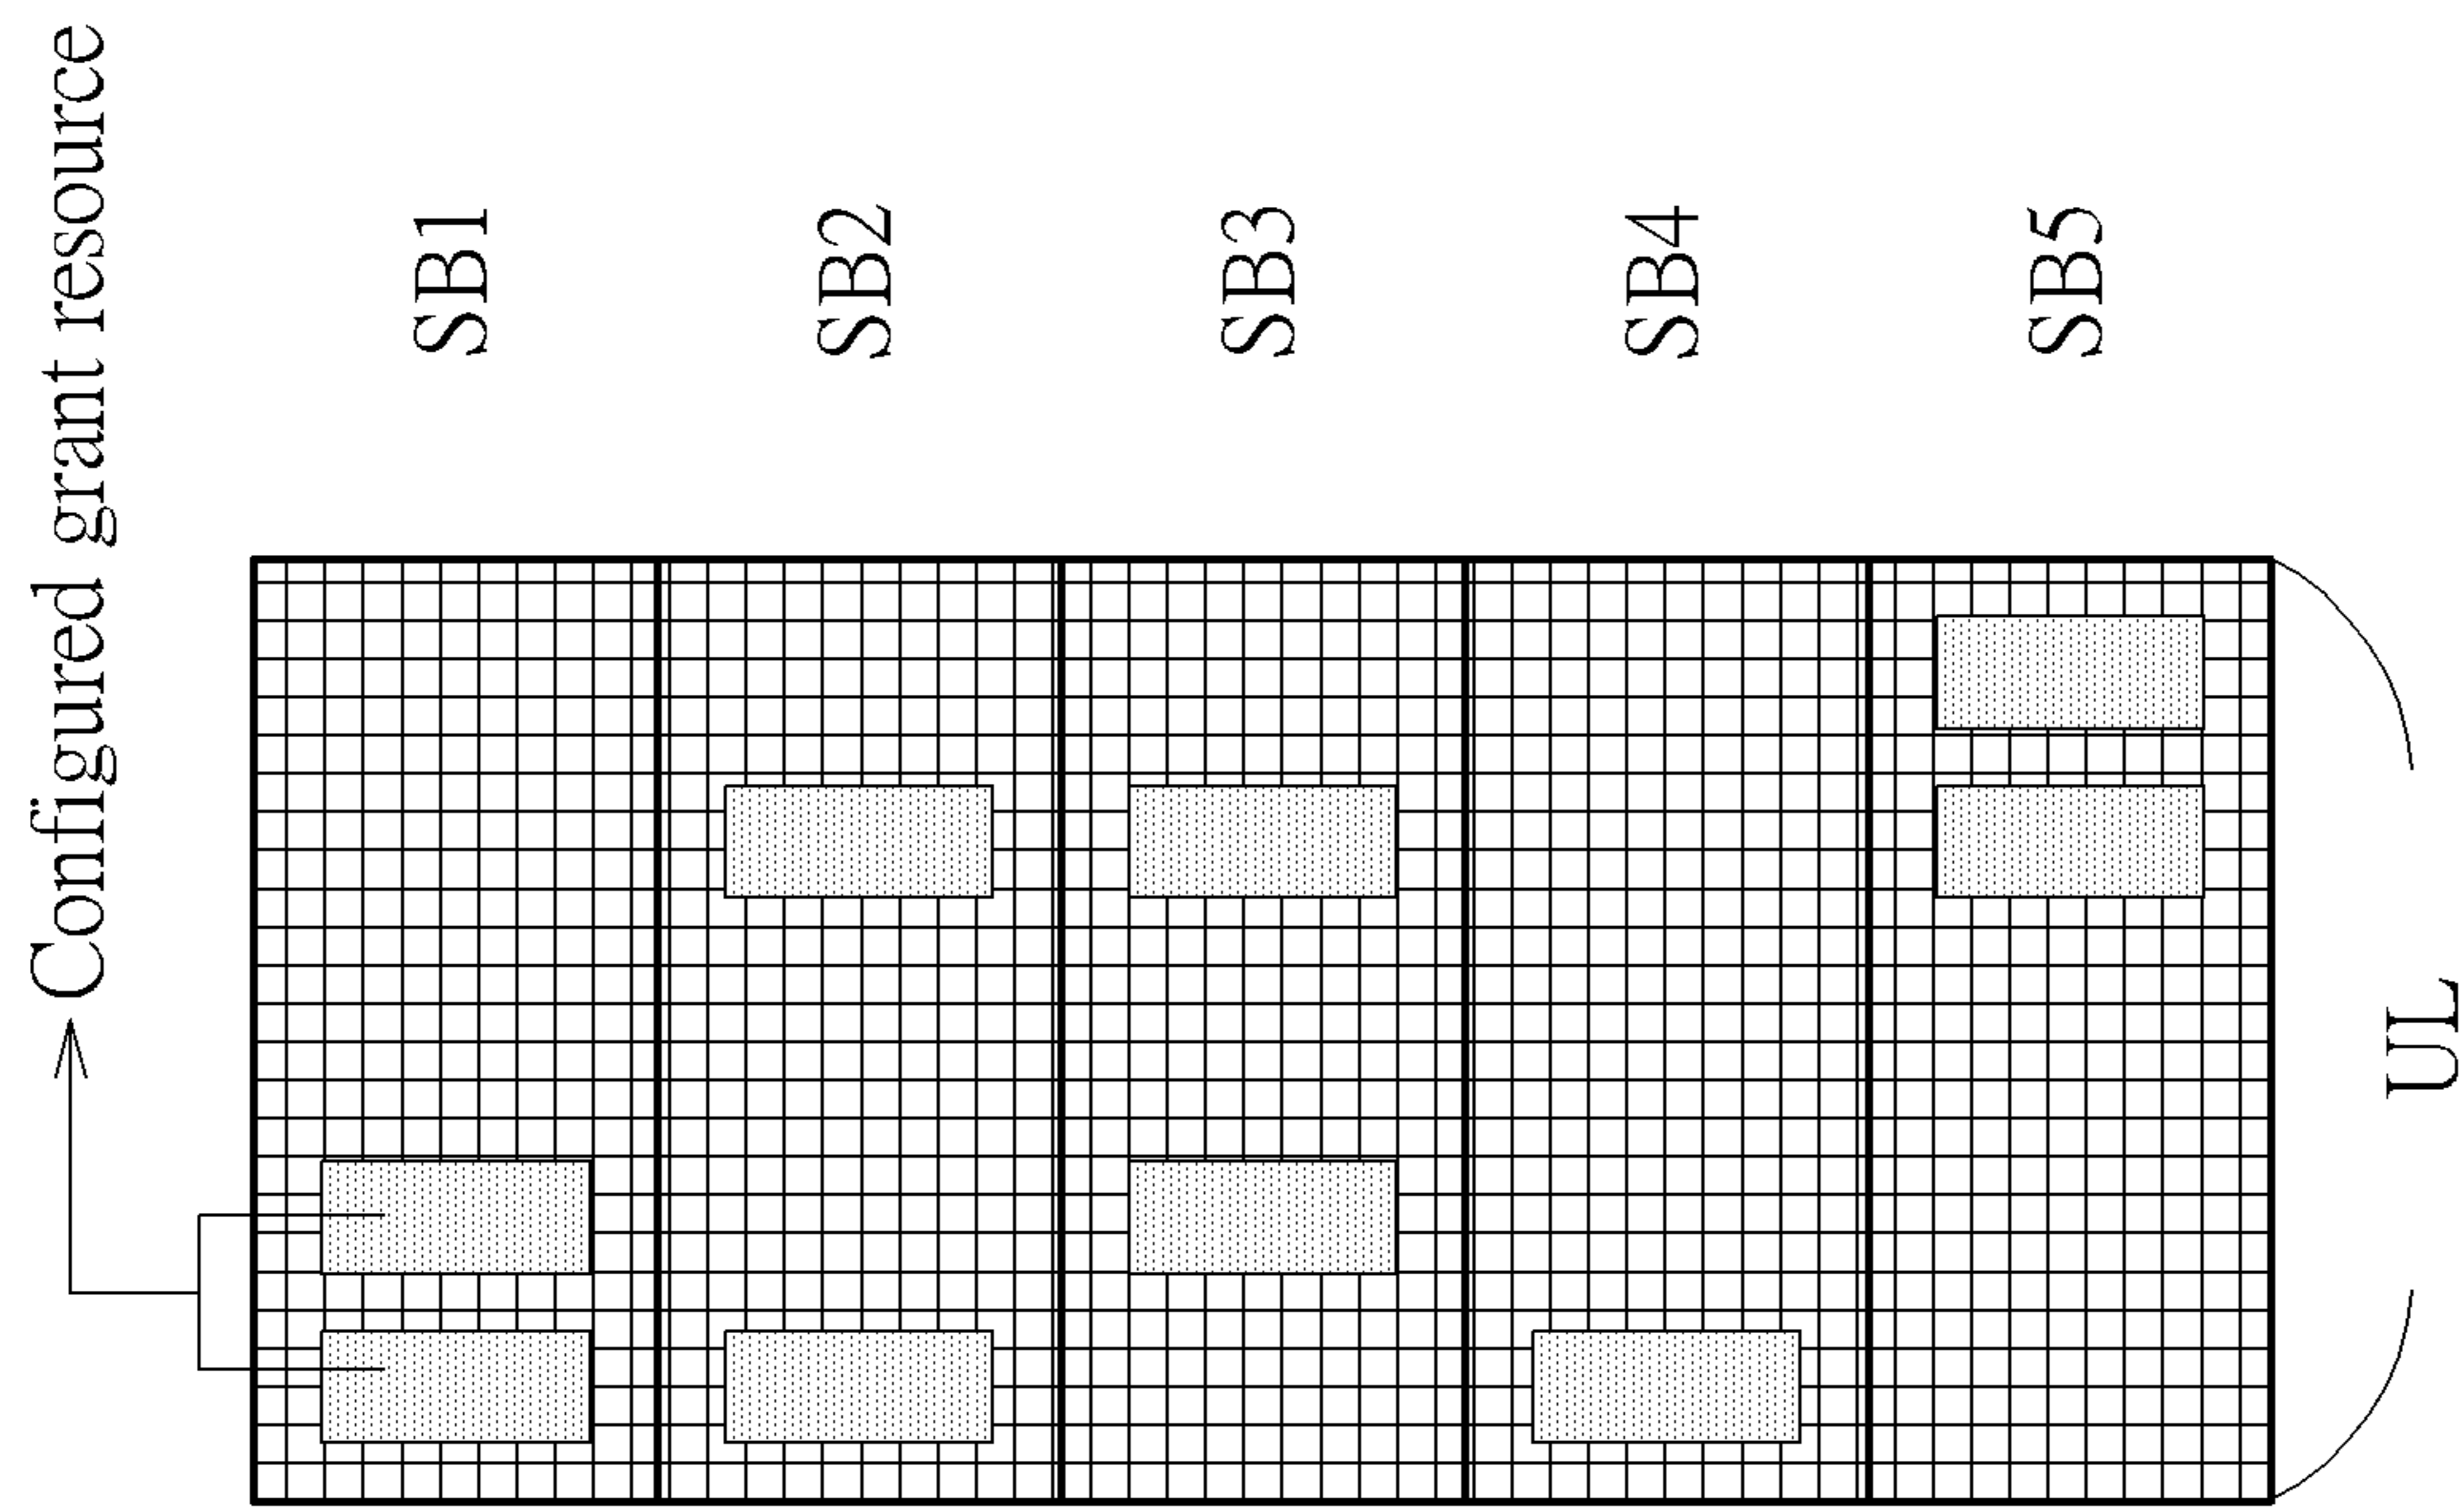 Configured grant resource
SB1
SB2
SB3
SB4
SB5
UL